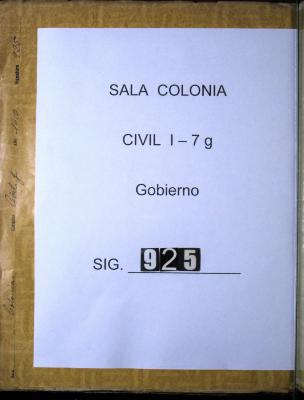 SALA COLONIA
CIVIL I – 7 g
Gobierno
SIG. 925